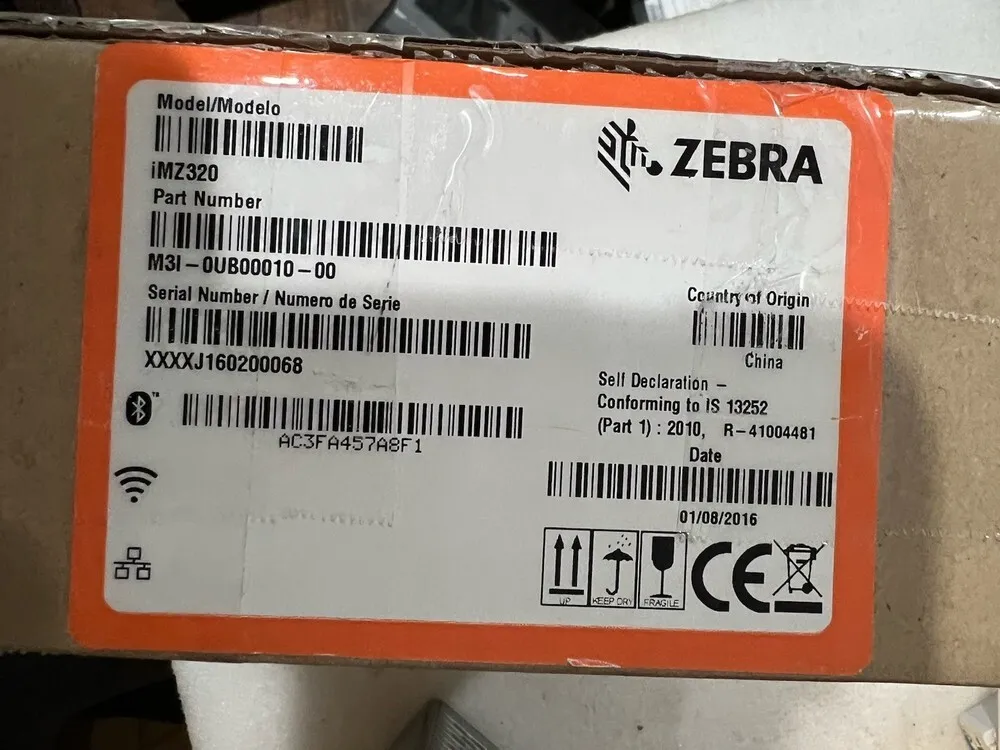 Model/Modelo
iMZ320
Part Number
M3I-0UB00010-00
Serial Number / Numero de Serie
XXXXJ160200068
™
AC3FA457A8F1
ZEBRA
Country of Origin
China
Self Declaration –
Conforming to IS 13252
(Part 1) : 2010, R-41004481
Date
01/08/2016
UP
KEEP DRY
FRAGILE
CE